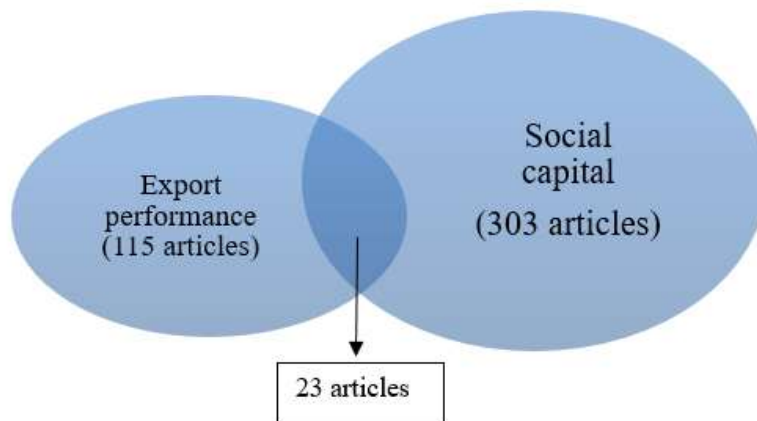 Export
performance
(115 articles)
Social
capital
(303 articles)
23 articles